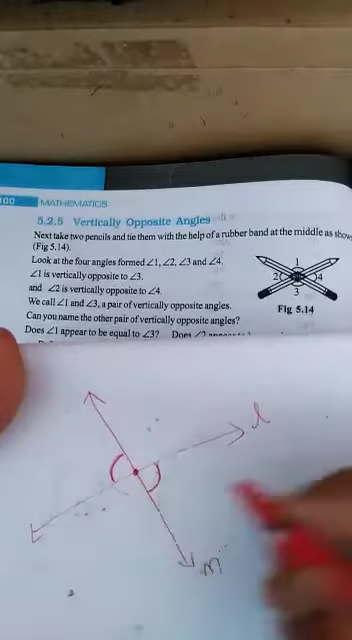 100 MATHEMATICS
5.2.5 Vertically Opposite Angles
Next take two pencils and tie them with the help of a rubber band at the middle as show
(Fig 5.14).
Look at the four angles formed ∠1, ∠2, ∠3 and ∠4.
∠1 is vertically opposite to ∠3.
and ∠2 is vertically opposite to ∠4.
We call ∠1 and ∠3, a pair of vertically opposite angles.
Can you name the other pair of vertically opposite angles?
Does ∠1 appear to be equal to ∠3? Does ∠2
1
2
4
3
Fig 5.14
l
m